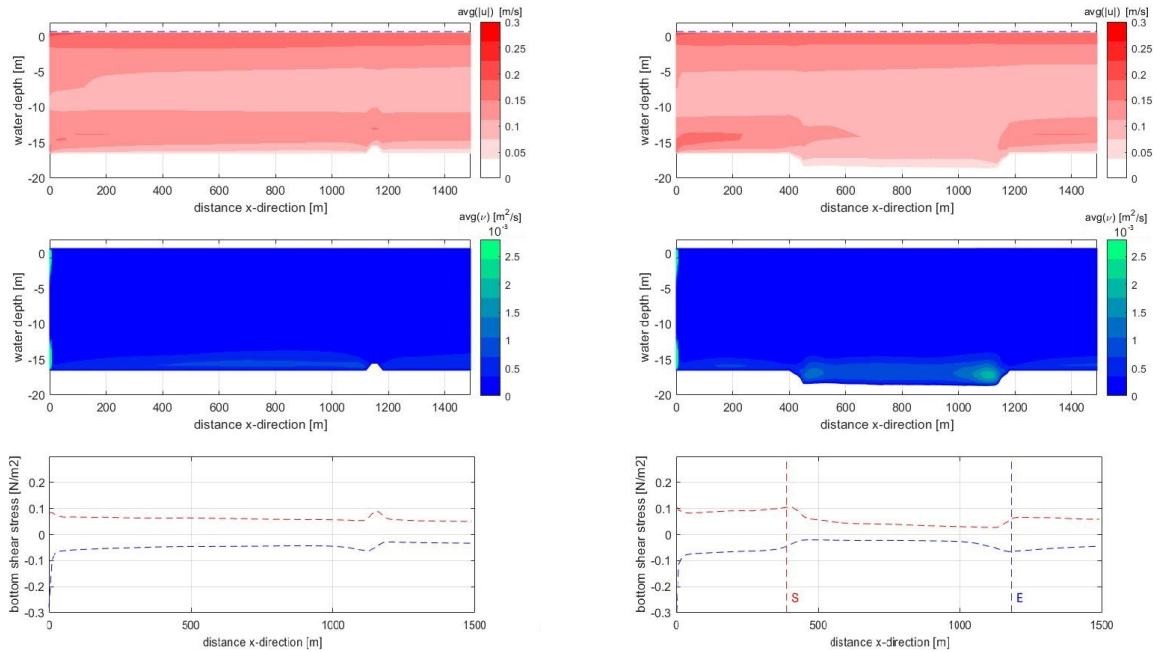 avg(|u|) [m/s]
0.3
0.25
0.2
0.15
0.1
0.05
0
water depth [m]
0
-5
-10
-15
-20
0 200 400 600 800 1000 1200 1400
distance x-direction [m]
avg(|u|) [m/s]
0.3
0.25
0.2
0.15
0.1
0.05
0
water depth [m]
0
-5
-10
-15
-20
0 200 400 600 800 1000 1200 1400
distance x-direction [m]
avg(ν) [m²/s]
10⁻³
2.5
2
1.5
1
0.5
0
water depth [m]
0
-5
-10
-15
-20
0 200 400 600 800 1000 1200 1400
distance x-direction [m]
avg(ν) [m²/s]
10⁻³
2.5
2
1.5
1
0.5
0
water depth [m]
0
-5
-10
-15
-20
0 200 400 600 800 1000 1200 1400
distance x-direction [m]
bottom shear stress [N/m2]
0.2
0.1
0
-0.1
-0.2
-0.3
0 500 1000 1500
distance x-direction [m]
bottom shear stress [N/m2]
0.2
0.1
0
-0.1
-0.2
-0.3
S
E
0 500 1000 1500
distance x-direction [m]